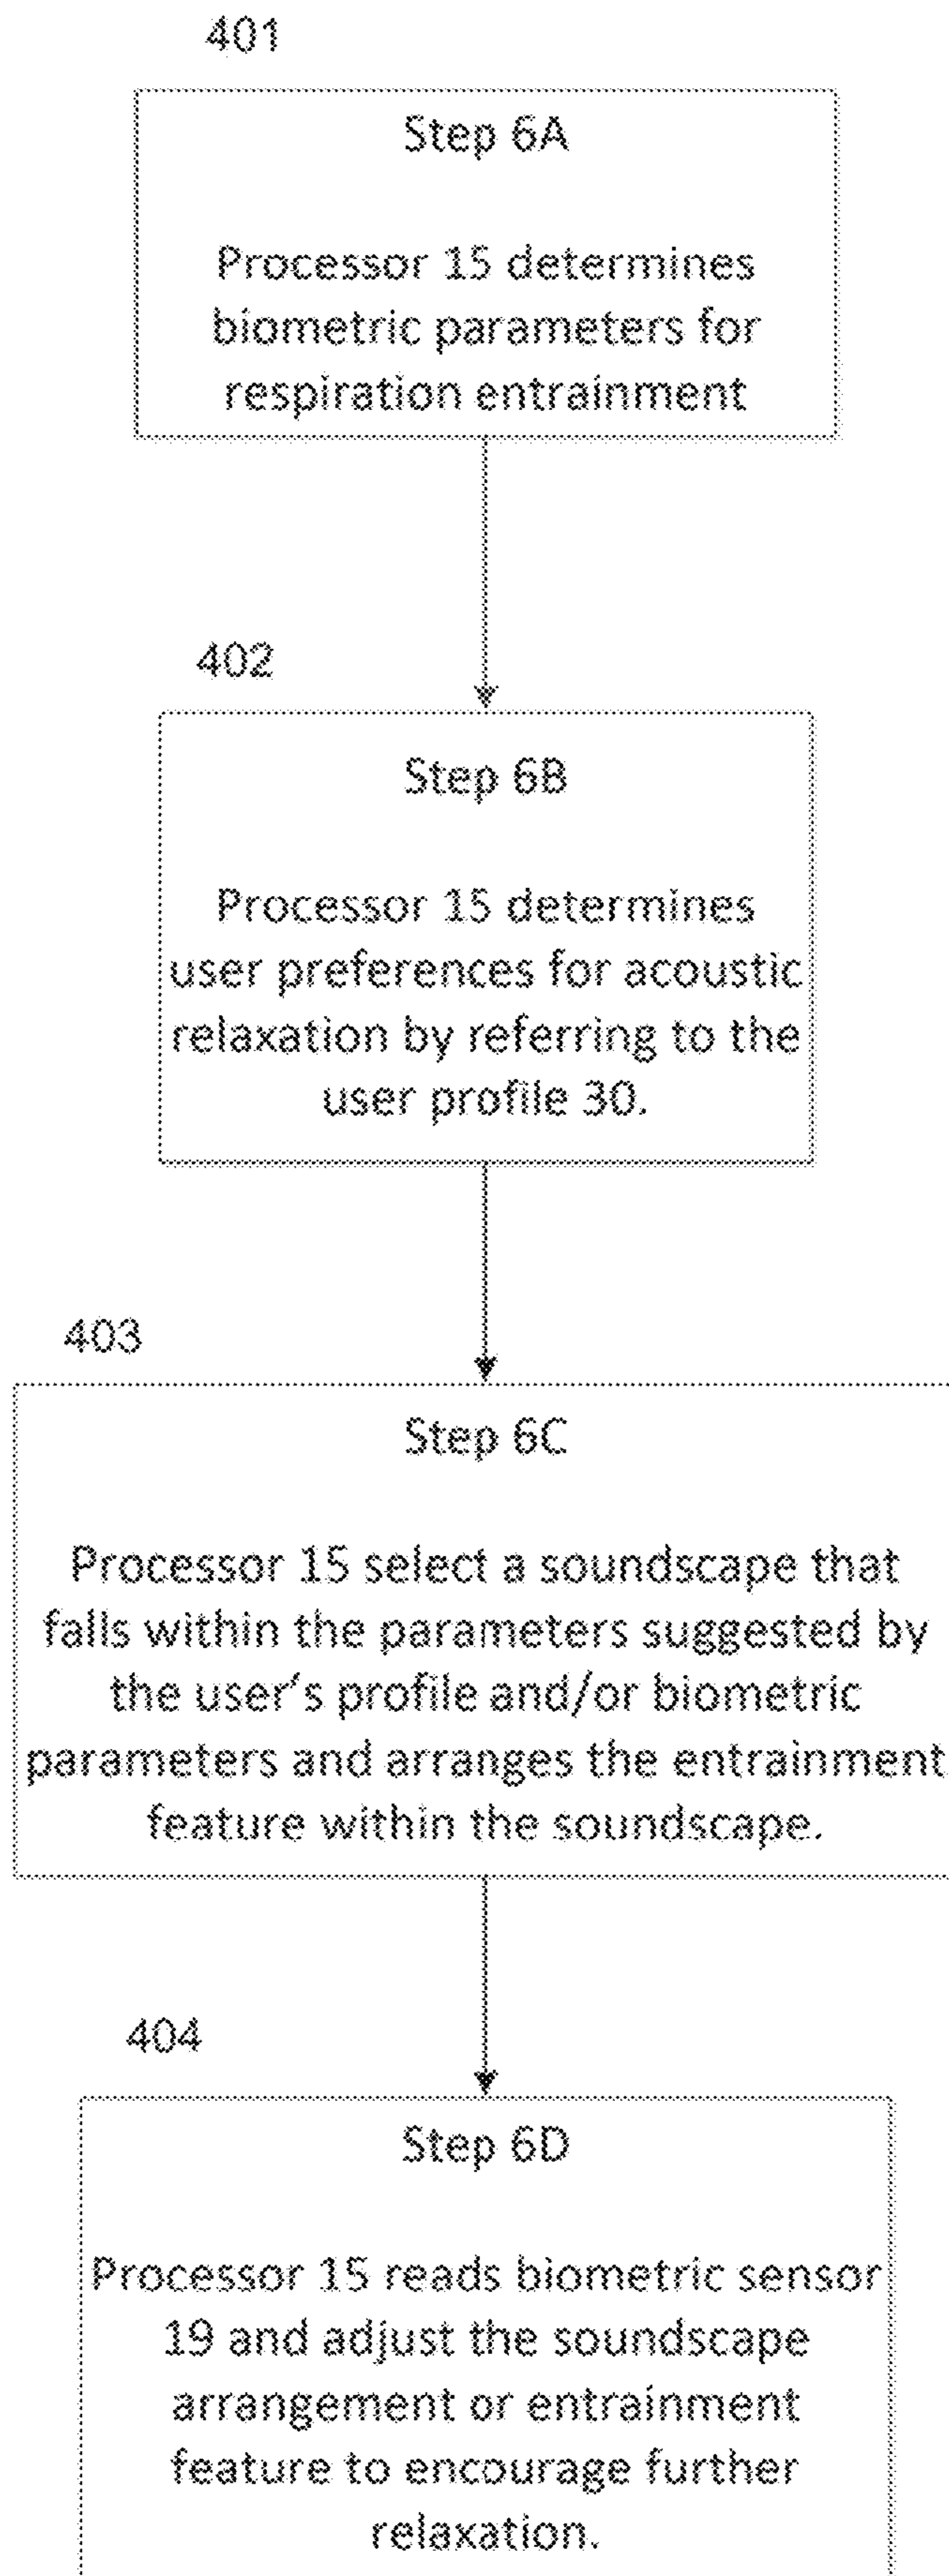 401
Step 6A
Processor 15 determines
biometric parameters for
respiration entrainment
402
Step 6B
Processor 15 determines
user preferences for acoustic
relaxation by referring to the
user profile 30.
403
Step 6C
Processor 15 select a soundscape that
falls within the parameters suggested by
the user's profile and/or biometric
parameters and arranges the entrainment
feature within the soundscape.
404
Step 6D
Processor 15 reads biometric sensor
19 and adjust the soundscape
arrangement or entrainment
feature to encourage further
relaxation.